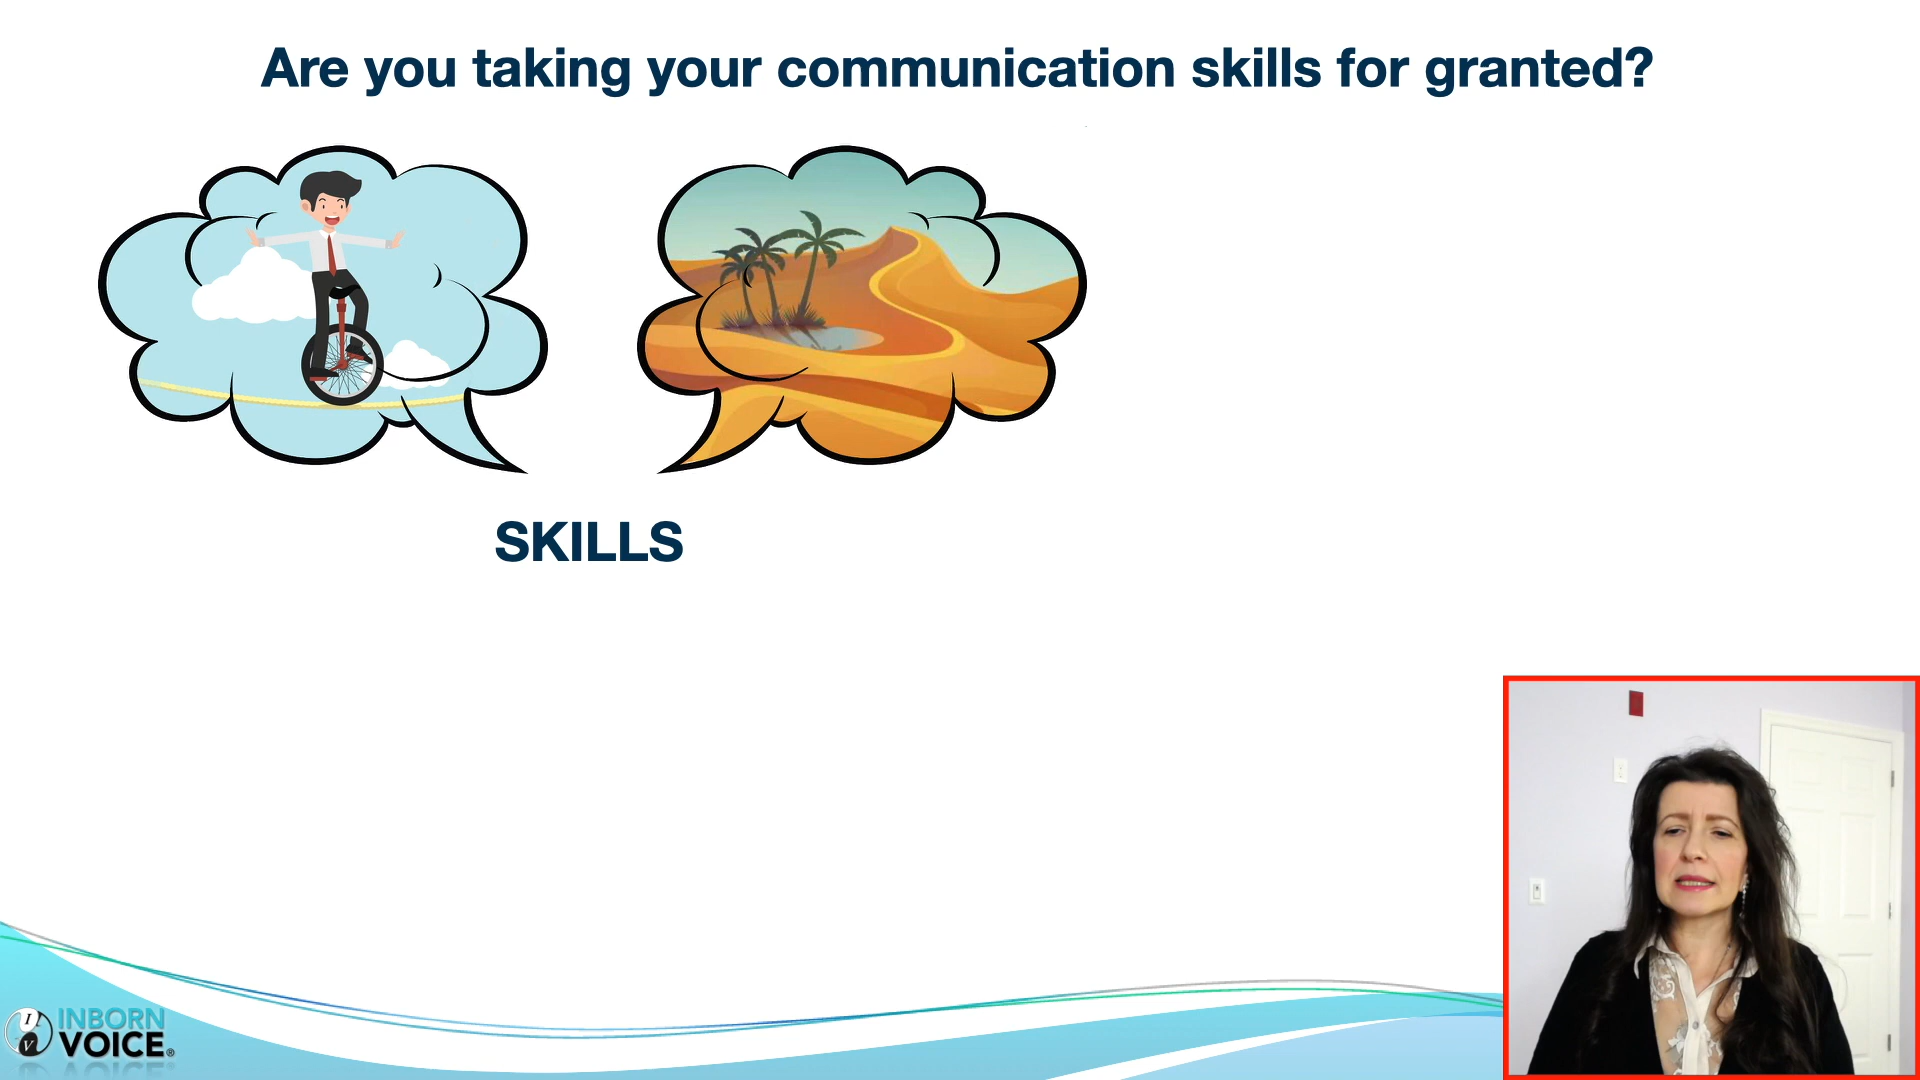 Are you taking your communication skills for granted?
SKILLS
I
V
INBORN
VOICE®